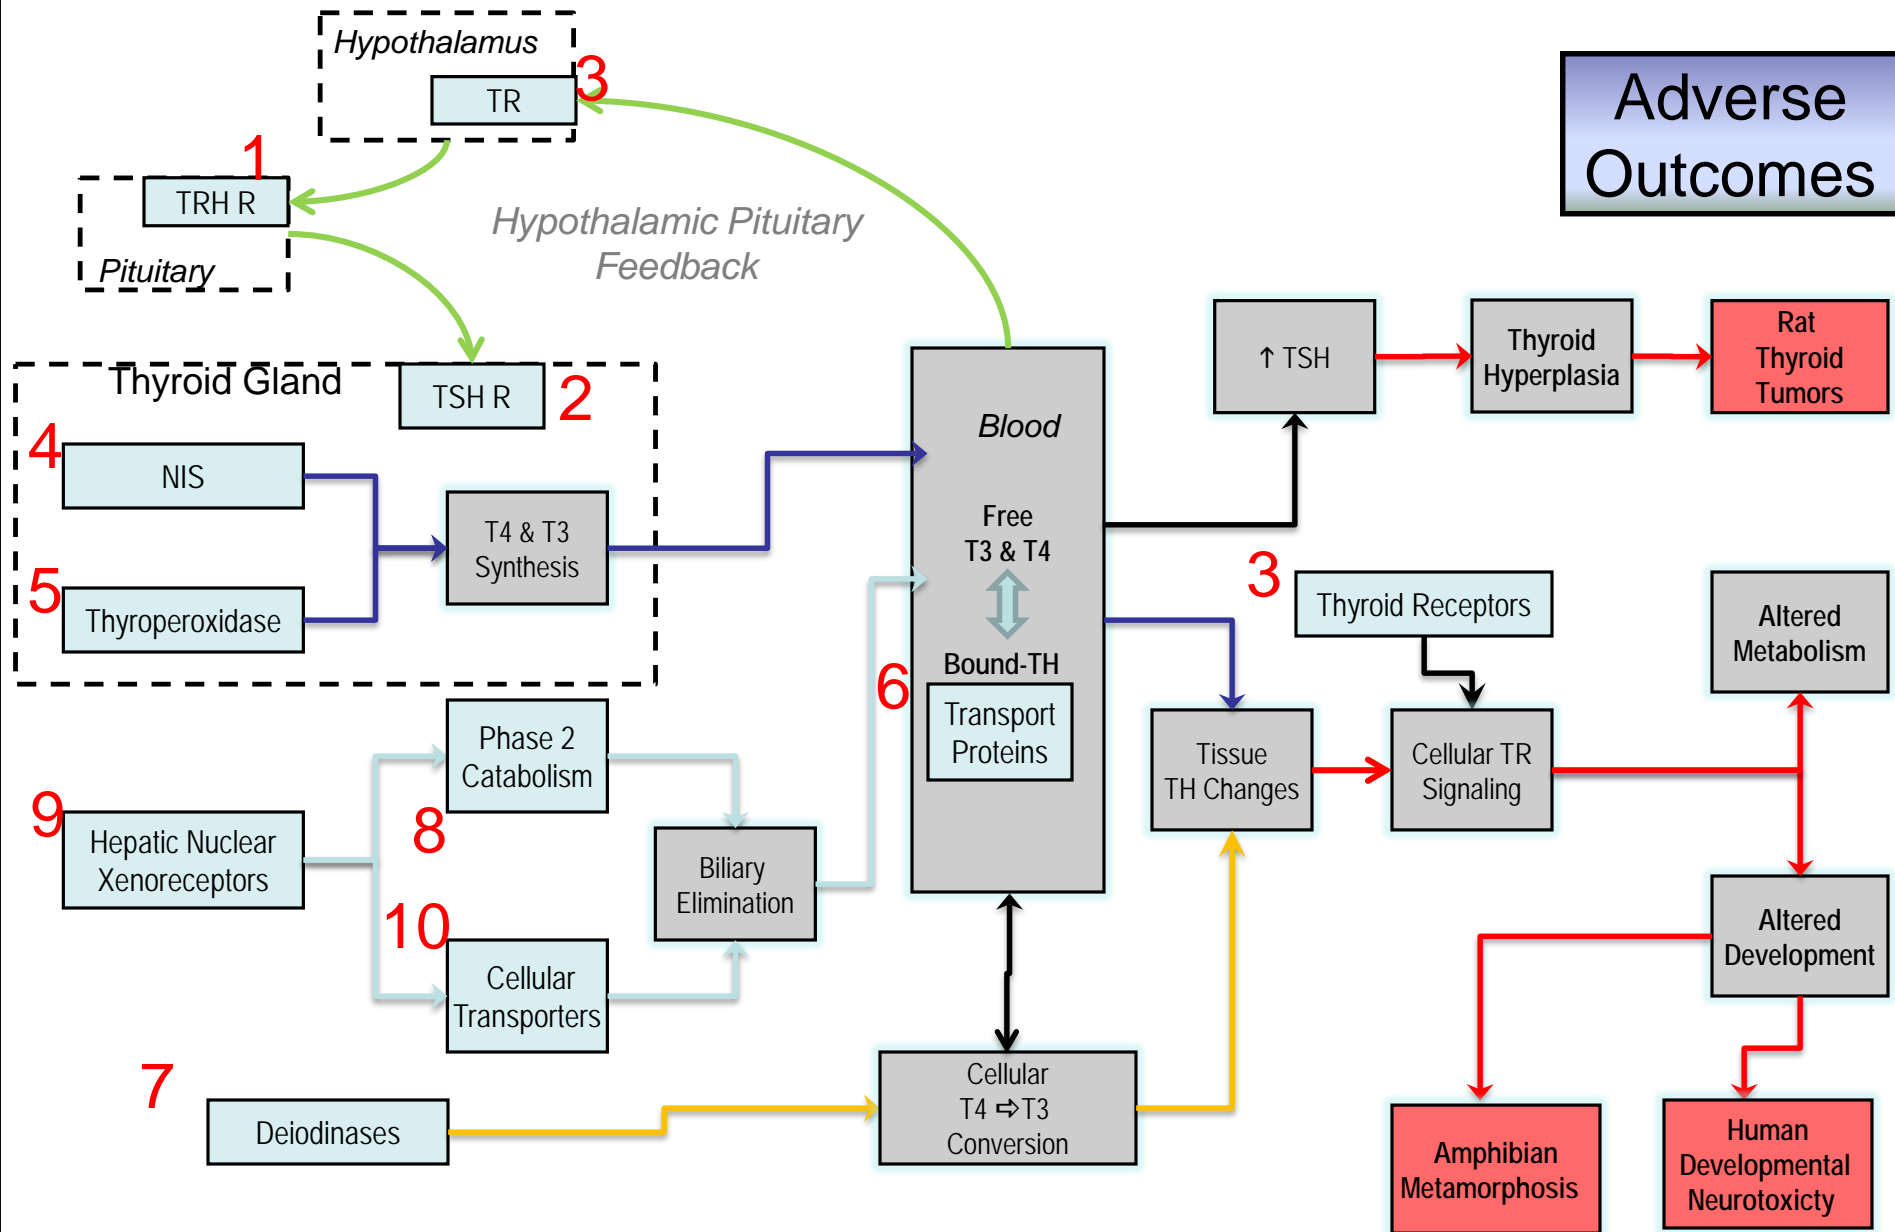 Hypothalamus
3
TR
Adverse
Outcomes
1
TRH R
Pituitary
Hypothalamic Pituitary
Feedback
Thyroid Gland
TSH R
2
4
NIS
T4 & T3
Synthesis
5
Thyroperoxidase
Blood
Free
T3 & T4
Bound-TH
6
Transport
Proteins
↑ TSH
Thyroid
Hyperplasia
Rat
Thyroid
Tumors
3
Thyroid Receptors
Altered
Metabolism
Tissue
TH Changes
Cellular TR
Signaling
Phase 2
Catabolism
8
9
Hepatic Nuclear
Xenoreceptors
Biliary
Elimination
10
Cellular
Transporters
Altered
Development
7
Deiodinases
Cellular
T4 ⇨T3
Conversion
Amphibian
Metamorphosis
Human
Developmental
Neurotoxicty